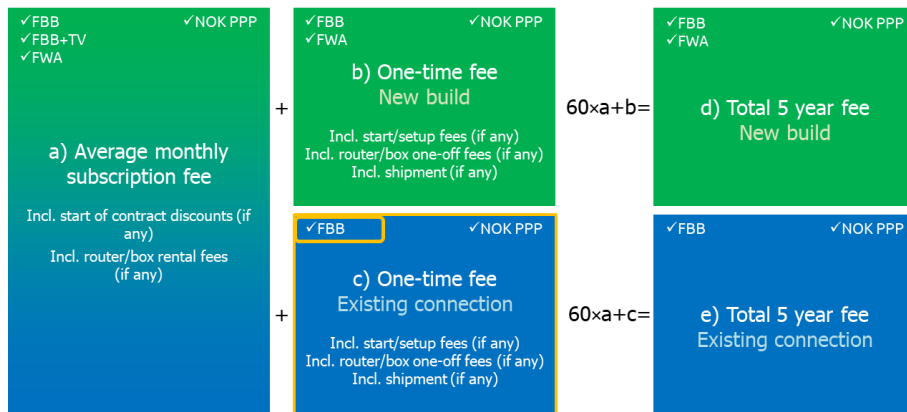 ✓FBB ✓NOK PPP
✓FBB+TV
✓FWA
a) Average monthly
subscription fee
Incl. start of contract discounts (if
any)
Incl. router/box rental fees
(if any)
+
✓FBB ✓NOK PPP
✓FWA
b) One-time fee
New build
Incl. start/setup fees (if any)
Incl. router/box one-off fees (if any)
Incl. shipment (if any)
60×a+b=
✓FBB ✓NOK PPP
✓FWA
d) Total 5 year fee
New build
+
✓FBB ✓NOK PPP
c) One-time fee
Existing connection
Incl. start/setup fees (if any)
Incl. router/box one-off fees (if any)
Incl. shipment (if any)
60×a+c=
✓FBB ✓NOK PPP
e) Total 5 year fee
Existing connection